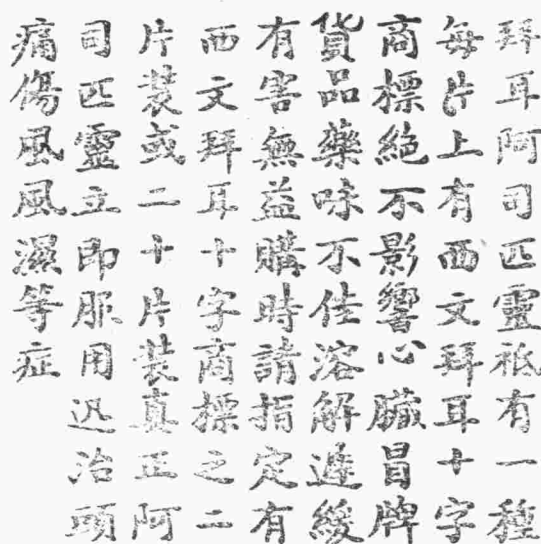 拜耳阿司匹靈祇有一種
每片上有西文拜耳十字
商標絕不影響心臟冒牌
貨品藥味不佳溶解遲緩
有害無益購時請指定有
西文拜耳十字商標之二
片裝或二十片裝真正阿
司匹靈立即服用迅治頭
痛傷風風濕等症